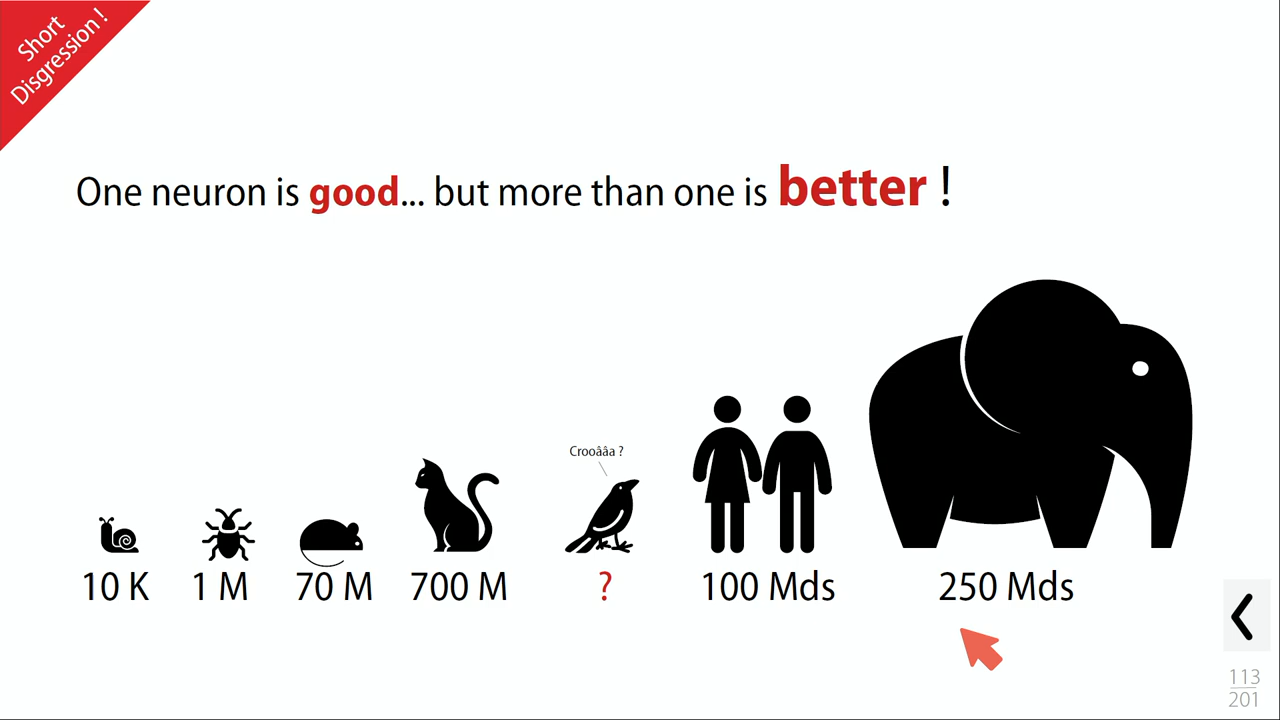 Short
Disgression !
One neuron is good... but more than one is better !
Crooâââa ?
10 K 1 M 70 M 700 M ? 100 Mds 250 Mds
113
201